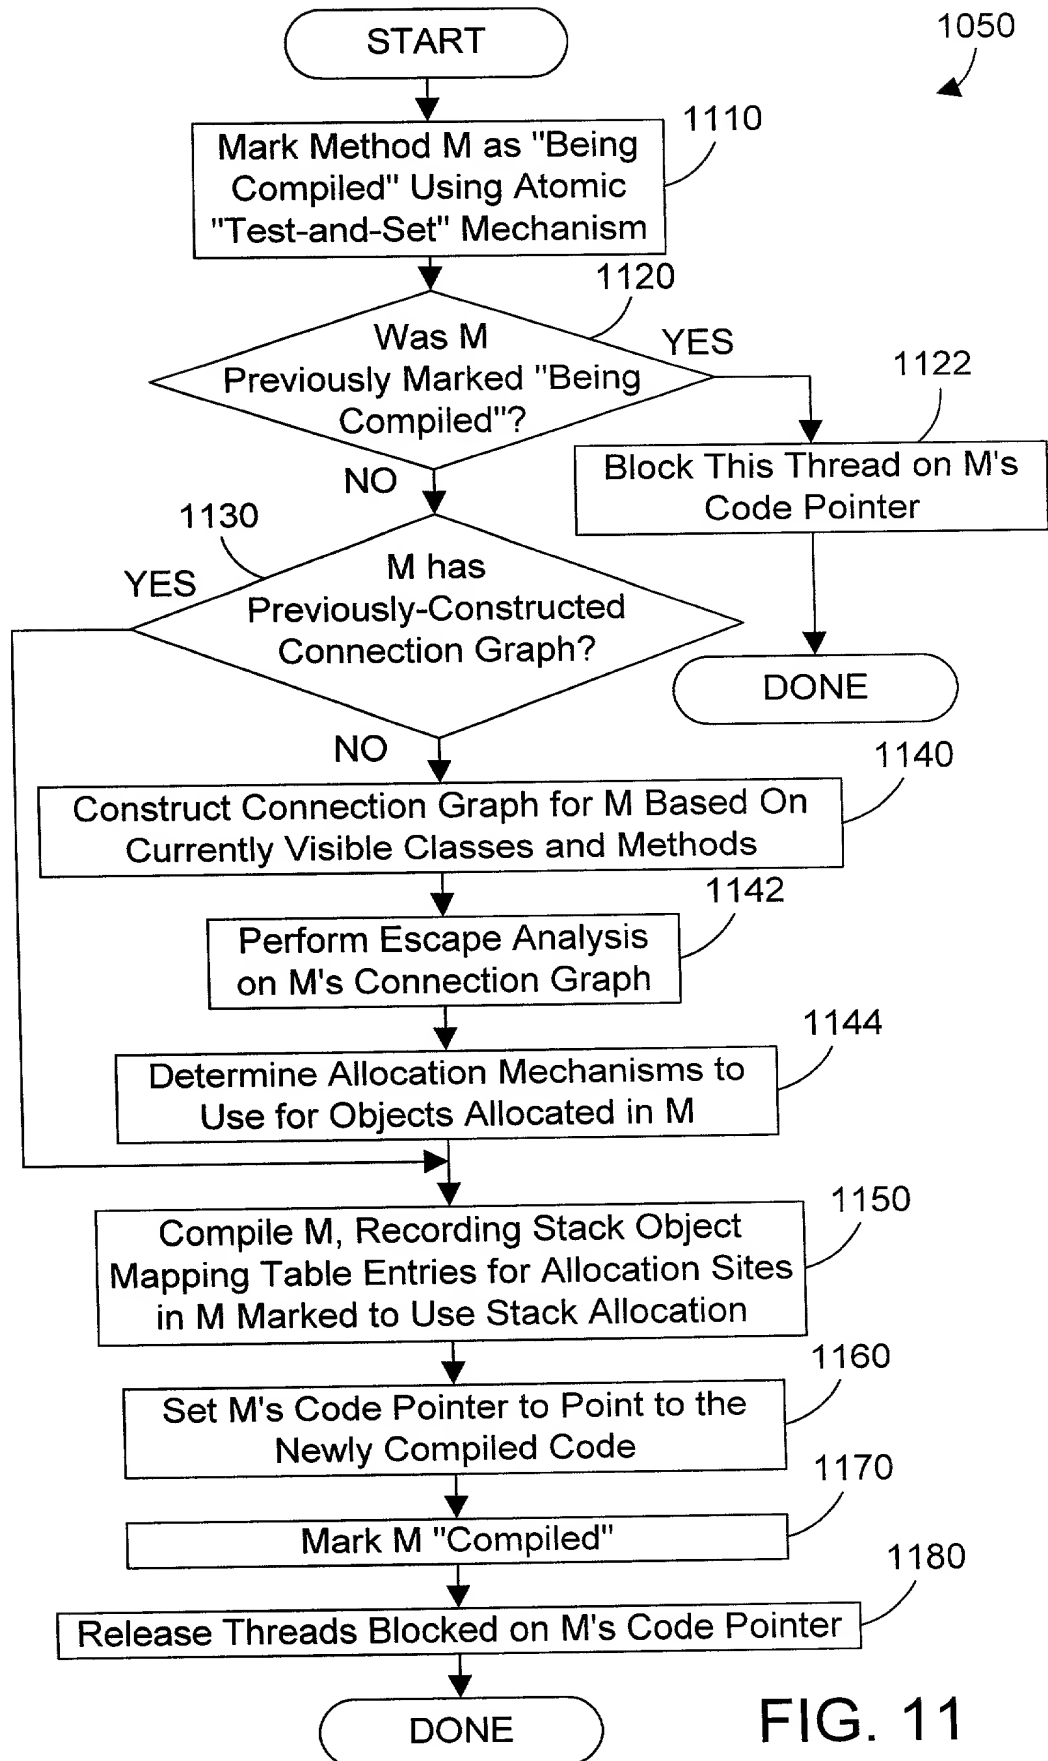 START
1050
1110
Mark Method M as "Being
Compiled" Using Atomic
"Test-and-Set" Mechanism
1120
Was M
Previously Marked "Being
Compiled"?
YES
1122
Block This Thread on M's
Code Pointer
NO
1130
YES
M has
Previously-Constructed
Connection Graph?
DONE
NO
1140
Construct Connection Graph for M Based On
Currently Visible Classes and Methods
1142
Perform Escape Analysis
on M's Connection Graph
1144
Determine Allocation Mechanisms to
Use for Objects Allocated in M
1150
Compile M, Recording Stack Object
Mapping Table Entries for Allocation Sites
in M Marked to Use Stack Allocation
1160
Set M's Code Pointer to Point to the
Newly Compiled Code
1170
Mark M "Compiled"
1180
Release Threads Blocked on M's Code Pointer
DONE
FIG. 11